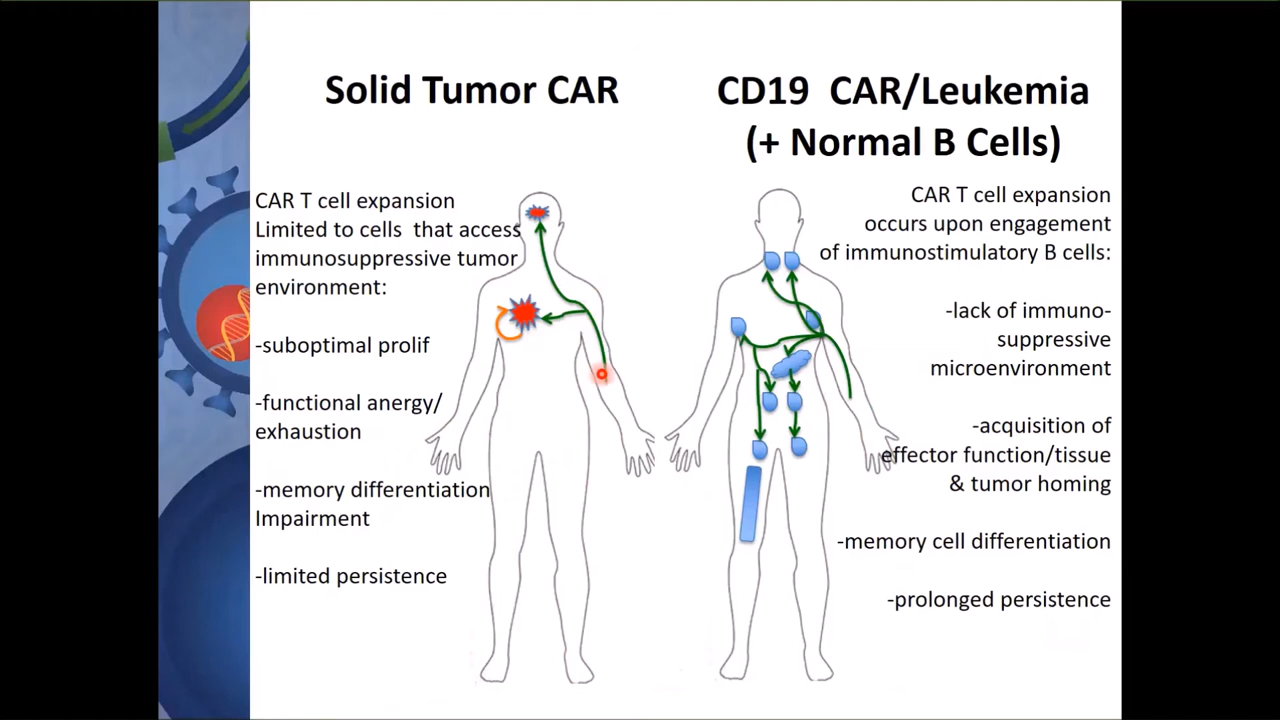 Solid Tumor CAR
CAR T cell expansion
Limited to cells that access
immunosuppressive tumor
environment:
-suboptimal prolif
-functional anergy/
exhaustion
-memory differentiation
Impairment
-limited persistence
CD19 CAR/Leukemia
(+ Normal B Cells)
CAR T cell expansion
occurs upon engagement
of immunostimulatory B cells:
-lack of immuno-
suppressive
microenvironment
-acquisition of
effector function/tissue
& tumor homing
-memory cell differentiation
-prolonged persistence